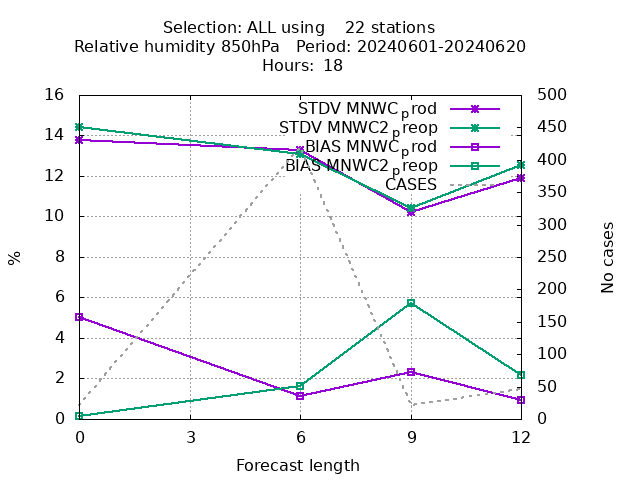 Selection: ALL using    22 stations
Relative humidity 850hPa   Period: 20240601-20240620
Hours: 18
STDV MNWC_prod
STDV MNWC2_preop
BIAS MNWC_prod
BIAS MNWC2_preop
CASES
16
14
12
10
8
6
4
2
0
%
500
450
400
350
300
250
200
150
100
50
0
No cases
0 3 6 9 12
Forecast length